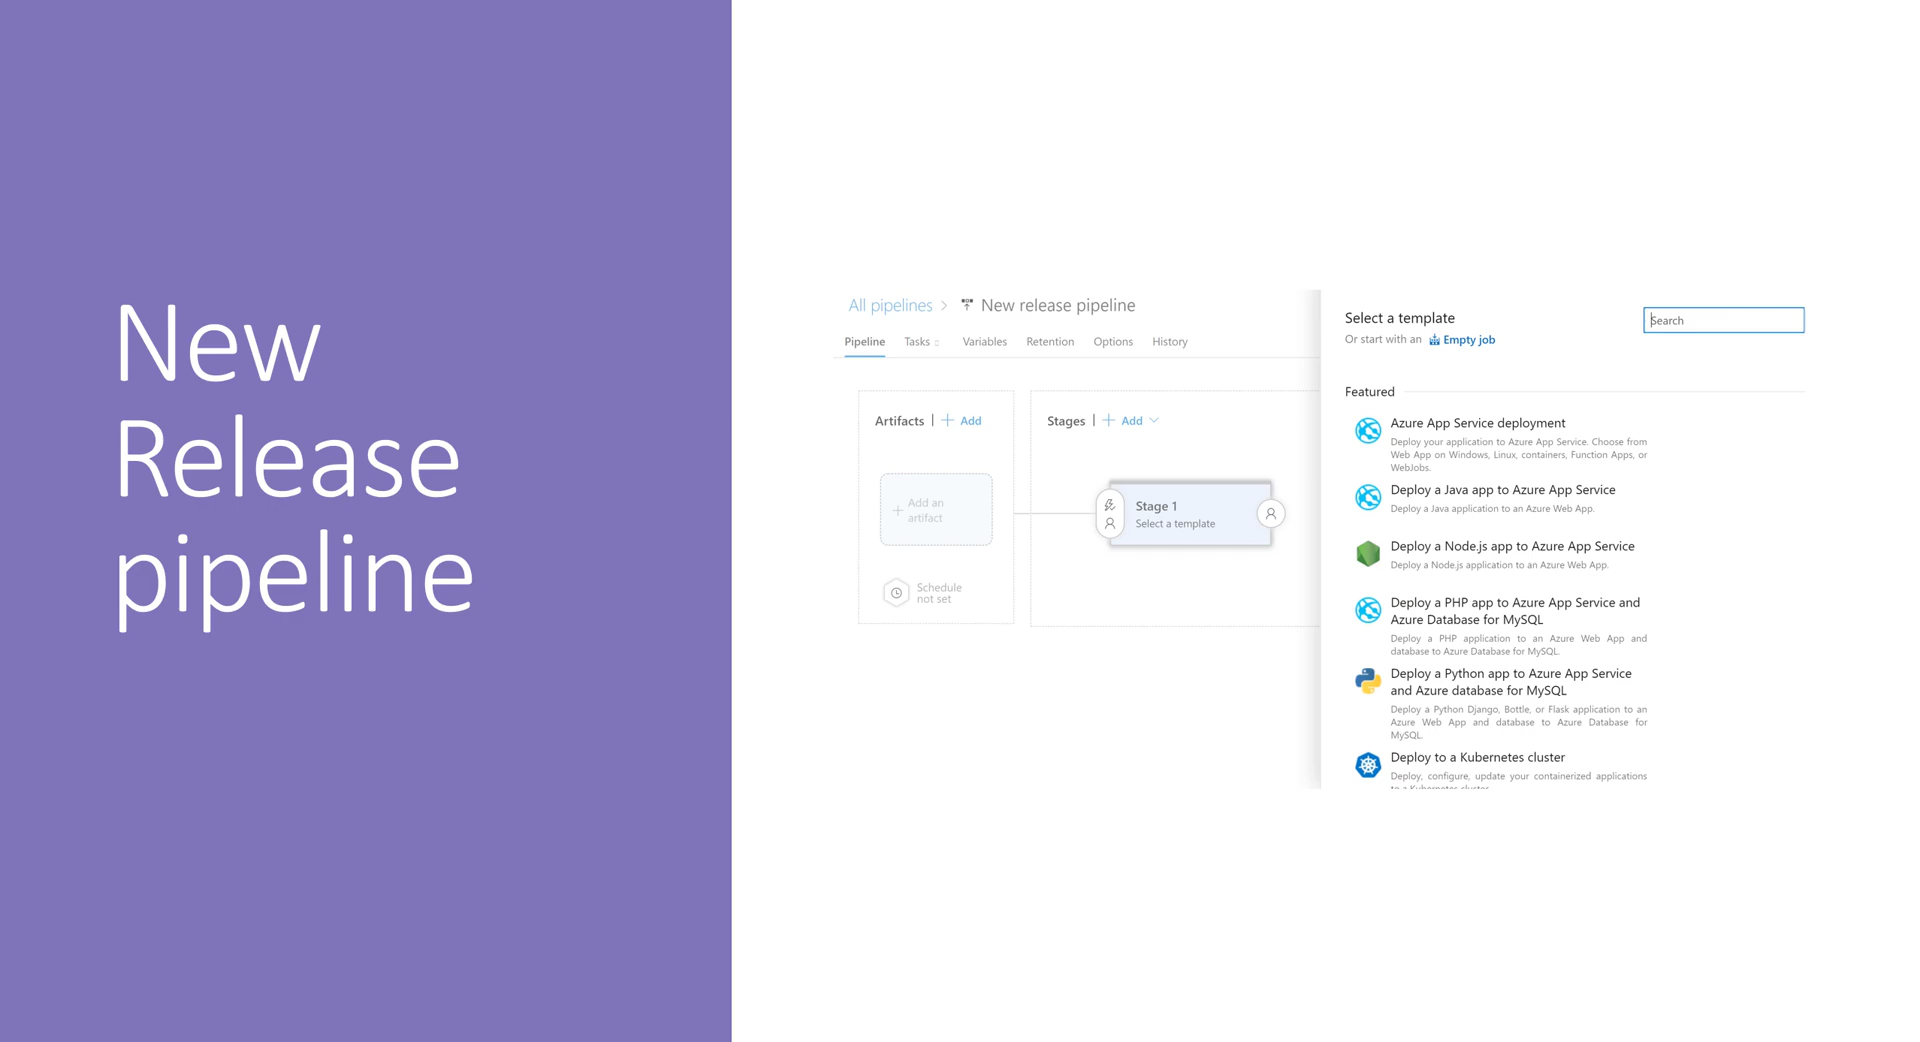 New
Release
pipeline
All pipelines > New release pipeline
Pipeline Tasks Variables Retention Options History
Artifacts | + Add
Stages | + Add
+ Add an
artifact
Stage 1
Select a template
Schedule
not set
Select a template
Search
Or start with an Empty job
Featured
Azure App Service deployment
Deploy your application to Azure App Service. Choose from
Web App on Windows, Linux, containers, Function Apps, or
WebJobs.
Deploy a Java app to Azure App Service
Deploy a Java application to an Azure Web App.
Deploy a Node.js app to Azure App Service
Deploy a Node.js application to an Azure Web App.
Deploy a PHP app to Azure App Service and
Azure Database for MySQL
Deploy a PHP application to an Azure Web App and
database to Azure Database for MySQL.
Deploy a Python app to Azure App Service
and Azure database for MySQL
Deploy a Python Django, Bottle, or Flask application to an
Azure Web App and database to Azure Database for
MySQL.
Deploy to a Kubernetes cluster
Deploy, configure, update your containerized applications
to a Kubernetes cluster